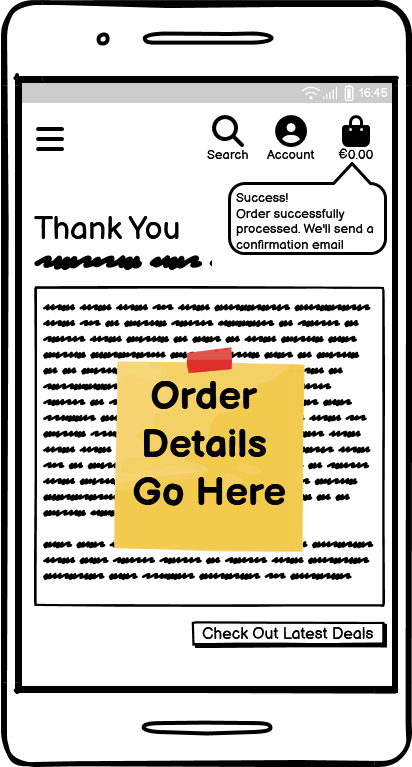 16:45
Search Account €0.00
Success!
Order successfully
processed. We'll send a
confirmation email
Thank You
Order
Details
Go Here
Check Out Latest Deals